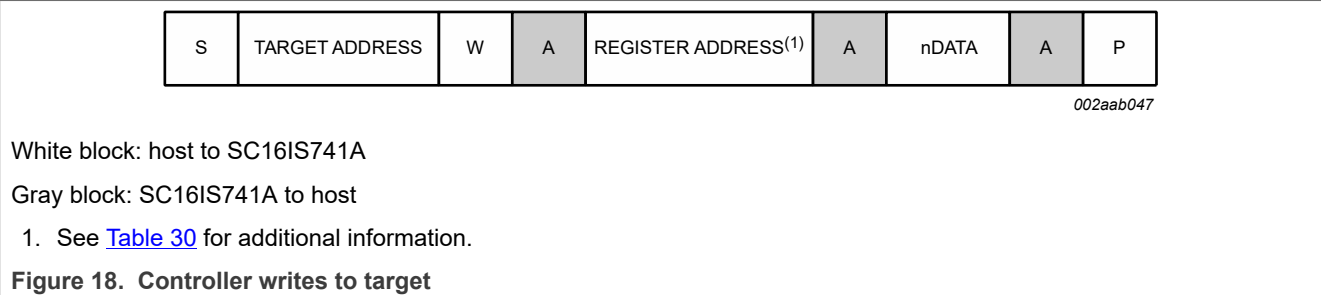 S TARGET ADDRESS W A REGISTER ADDRESS(1) A nDATA A P
002aab047
White block: host to SC16IS741A
Gray block: SC16IS741A to host
1. See Table 30 for additional information.
Figure 18. Controller writes to target